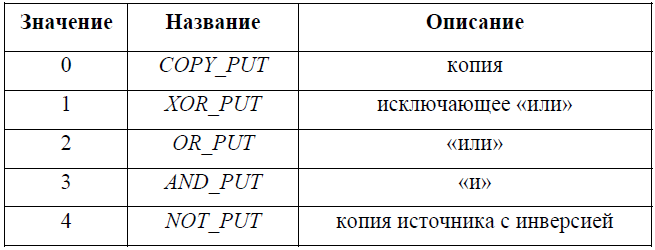 Значение Название Описание
0 COPY_PUT копия
1 XOR_PUT исключающее «или»
2 OR_PUT «или»
3 AND_PUT «и»
4 NOT_PUT копия источника с инверсией